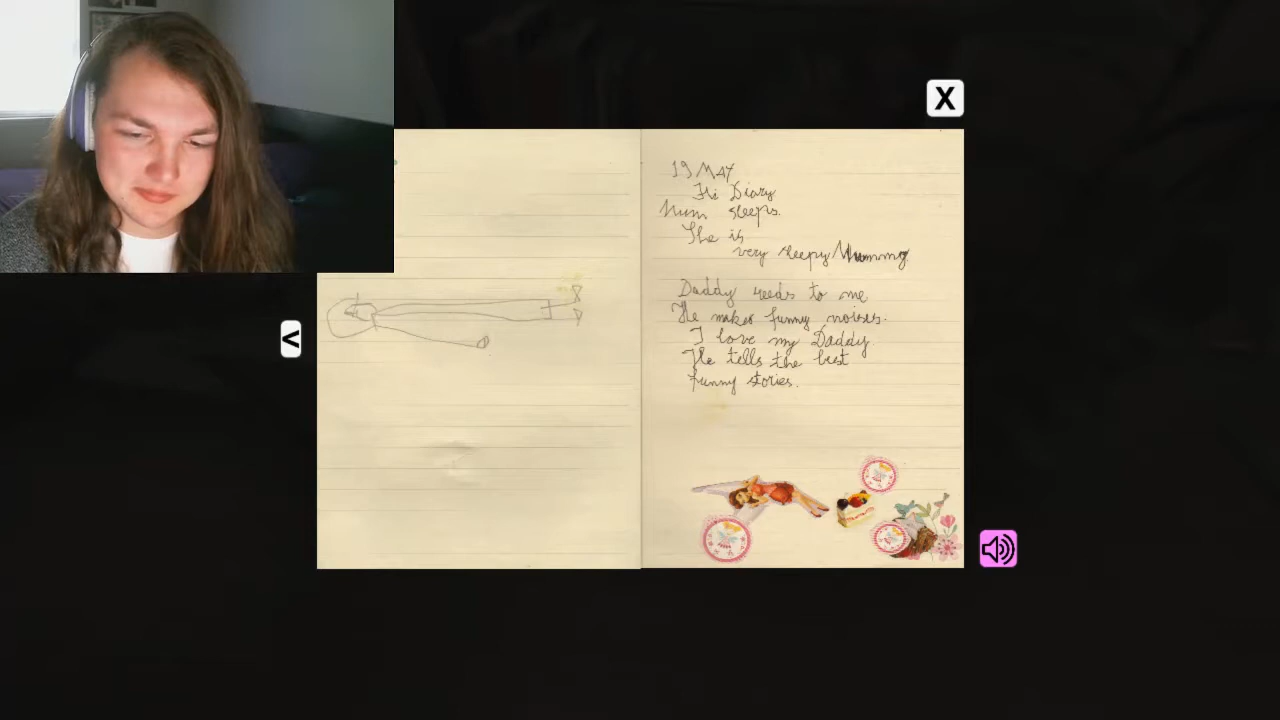 X
<
19 MAY
Hi Diary
Mum sleeps.
She is
very sleepy Mummy
Daddy reeds to me
He makes funny noises.
I love my Daddy
He tells the best
funny stories.